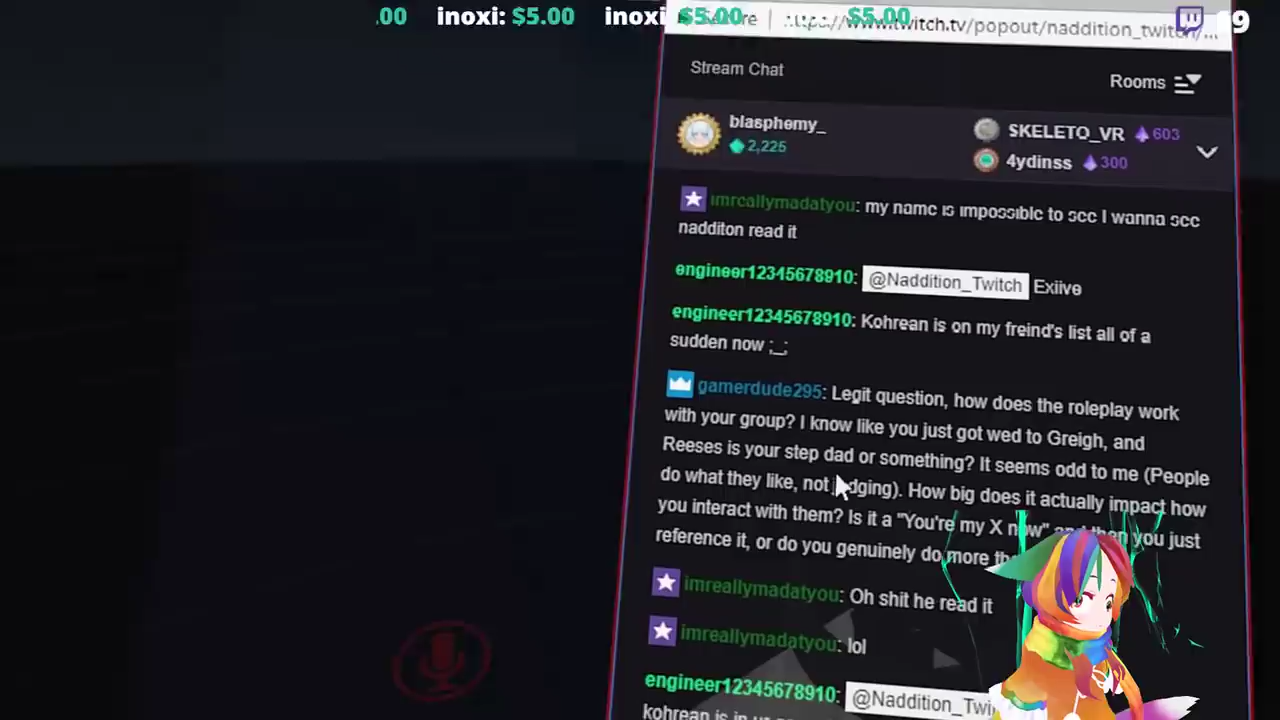 .00 inoxi: $5.00 inoxi $5.00 $5.00
https://www.twitch.tv/popout/naddition_twitch/...
Stream Chat
Rooms
blasphemy_
2,225
SKELETO_VR 603
4ydinss 300
imreallymadatyou: my name is impossible to see I wanna see
nadditon read it
engineer12345678910: @Naddition_Twitch Exiive
engineer12345678910: Kohrean is on my freind's list all of a
sudden now ;_;
gamerdude295: Legit question, how does the roleplay work
with your group? I know like you just got wed to Greigh, and
Reeses is your step dad or something? It seems odd to me (People
do what they like, not judging). How big does it actually impact how
you interact with them? Is it a "You're my X now" and then you just
reference it, or do you genuinely do more
imreallymadatyou: Oh shit he read it
imreallymadatyou: lol
engineer12345678910: @Naddition_Twi
kohrean is in